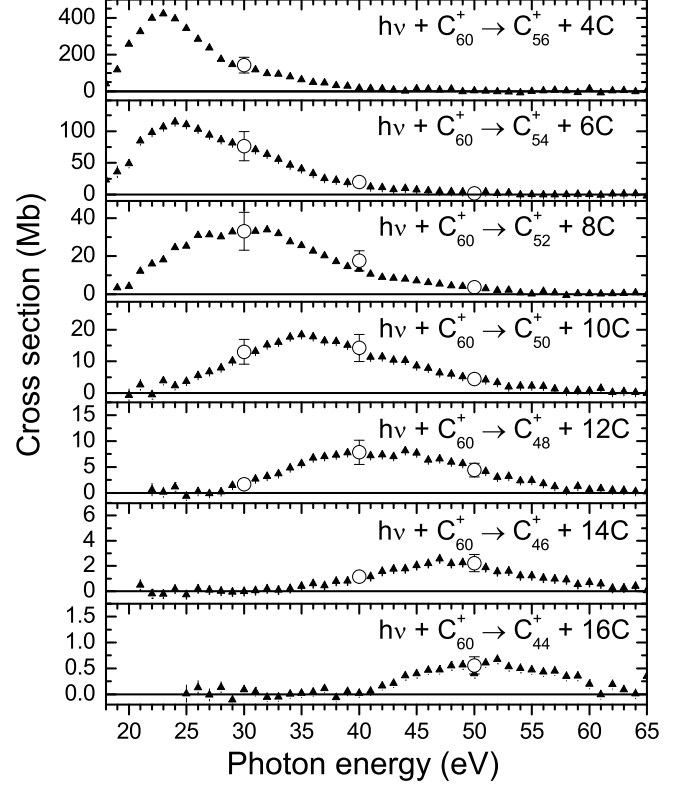 Cross section (Mb)
400
200
0
hν + C₆₀⁺ → C₅₆⁺ + 4C
100
50
0
hν + C₆₀⁺ → C₅₄⁺ + 6C
40
20
0
hν + C₆₀⁺ → C₅₂⁺ + 8C
20
10
0
hν + C₆₀⁺ → C₅₀⁺ + 10C
15
10
5
0
hν + C₆₀⁺ → C₄₈⁺ + 12C
6
4
2
0
hν + C₆₀⁺ → C₄₆⁺ + 14C
1.5
1.0
0.5
0.0
hν + C₆₀⁺ → C₄₄⁺ + 16C
20 25 30 35 40 45 50 55 60 65
Photon energy (eV)